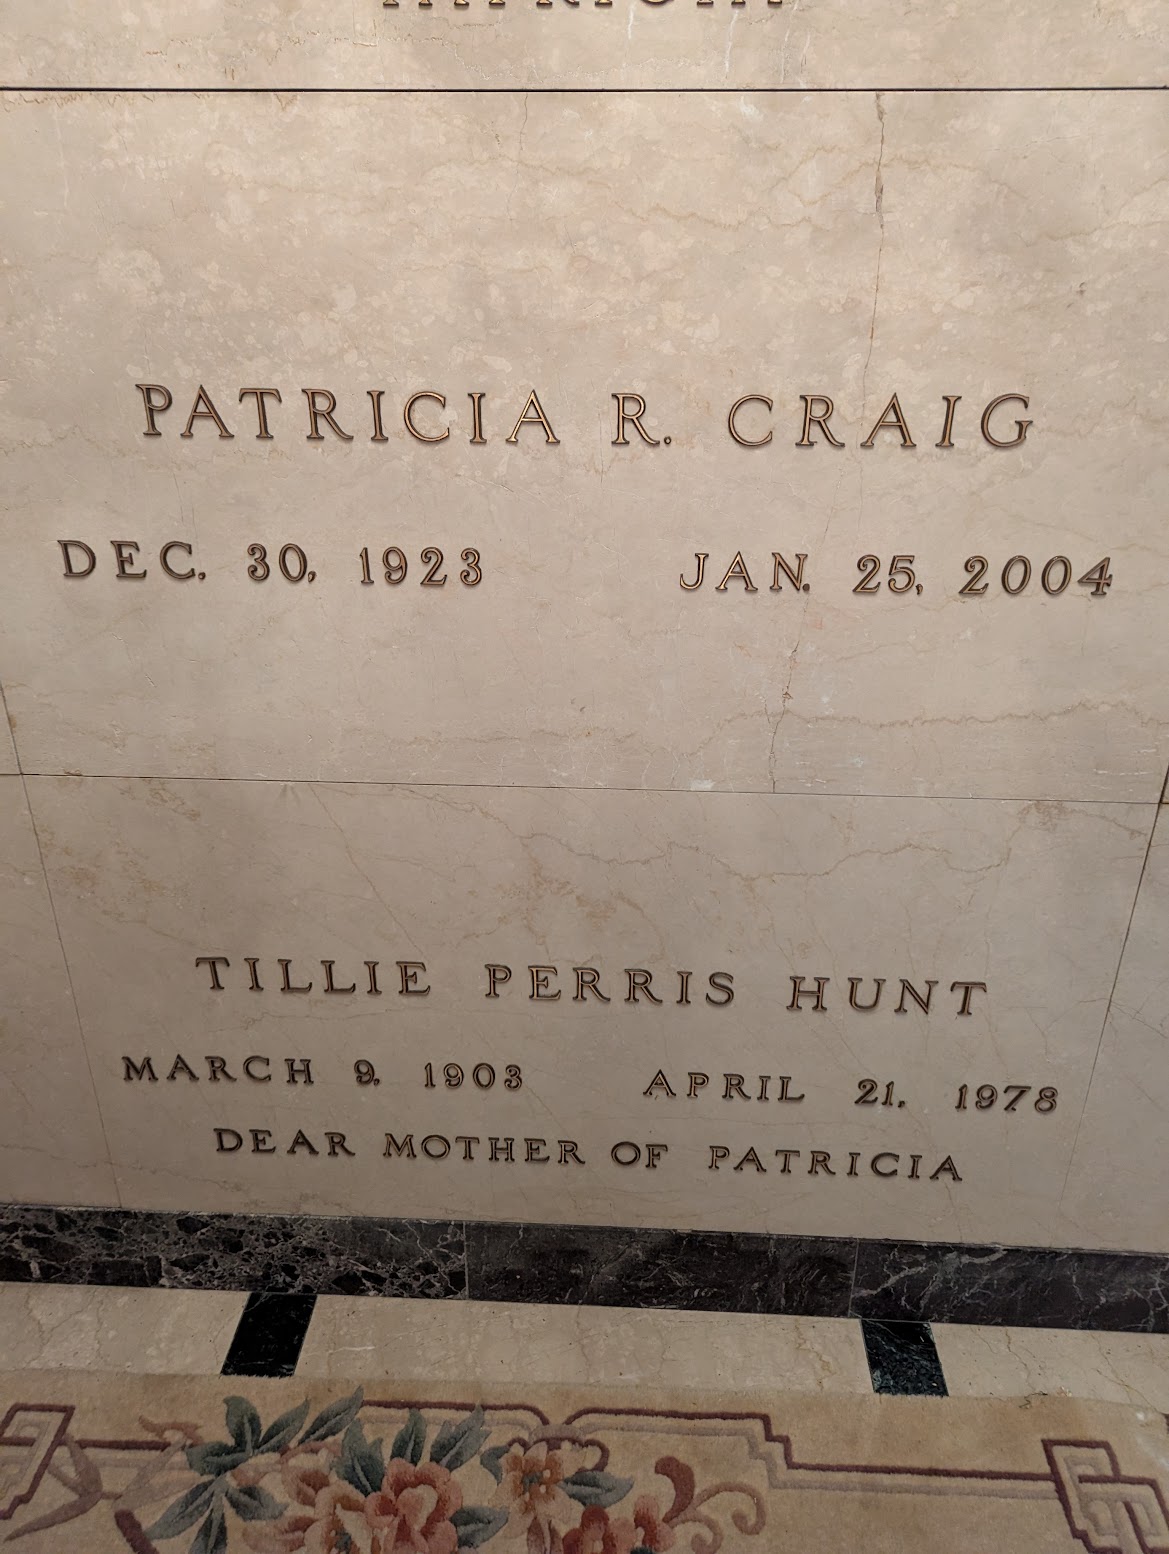 PATRICIA R. CRAIG
DEC. 30, 1923 JAN. 25, 2004
TILLIE PERRIS HUNT
MARCH 9, 1903 APRIL 21, 1978
DEAR MOTHER OF PATRICIA